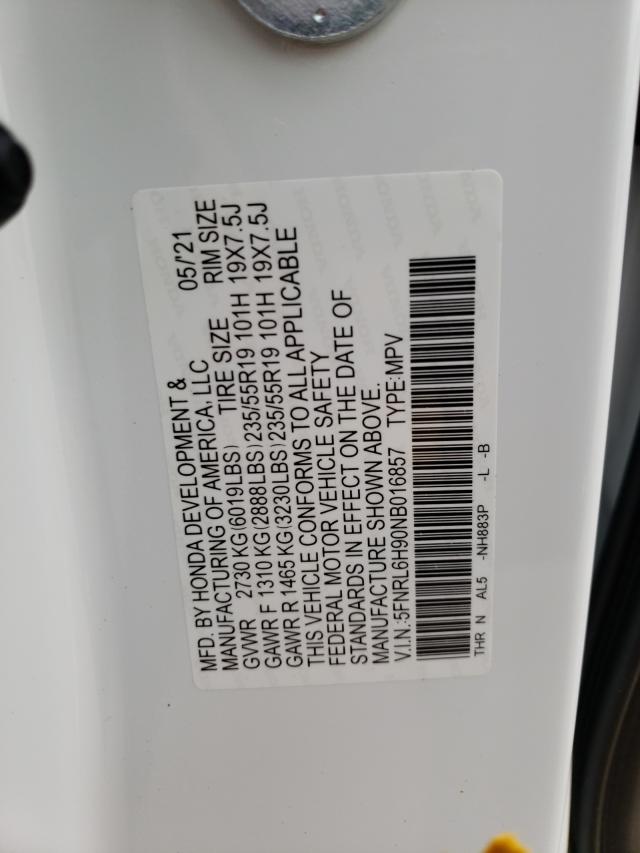 MFD. BY HONDA DEVELOPMENT & 05/'21
MANUFACTURING OF AMERICA, LLC
GVWR 2730 KG(6019LBS) TIRE SIZE RIM SIZE
GAWR F 1310 KG(2888LBS)235/55R19 101H 19X7.5J
GAWR R 1465 KG(3230LBS)235/55R19 101H 19X7.5J
THIS VEHICLE CONFORMS TO ALL APPLICABLE
FEDERAL MOTOR VEHICLE SAFETY
STANDARDS IN EFFECT ON THE DATE OF
MANUFACTURE SHOWN ABOVE.
V.I.N.:5FNRL6H90NB016857 TYPE:MPV
THR N AL5 -NH883P -L -B